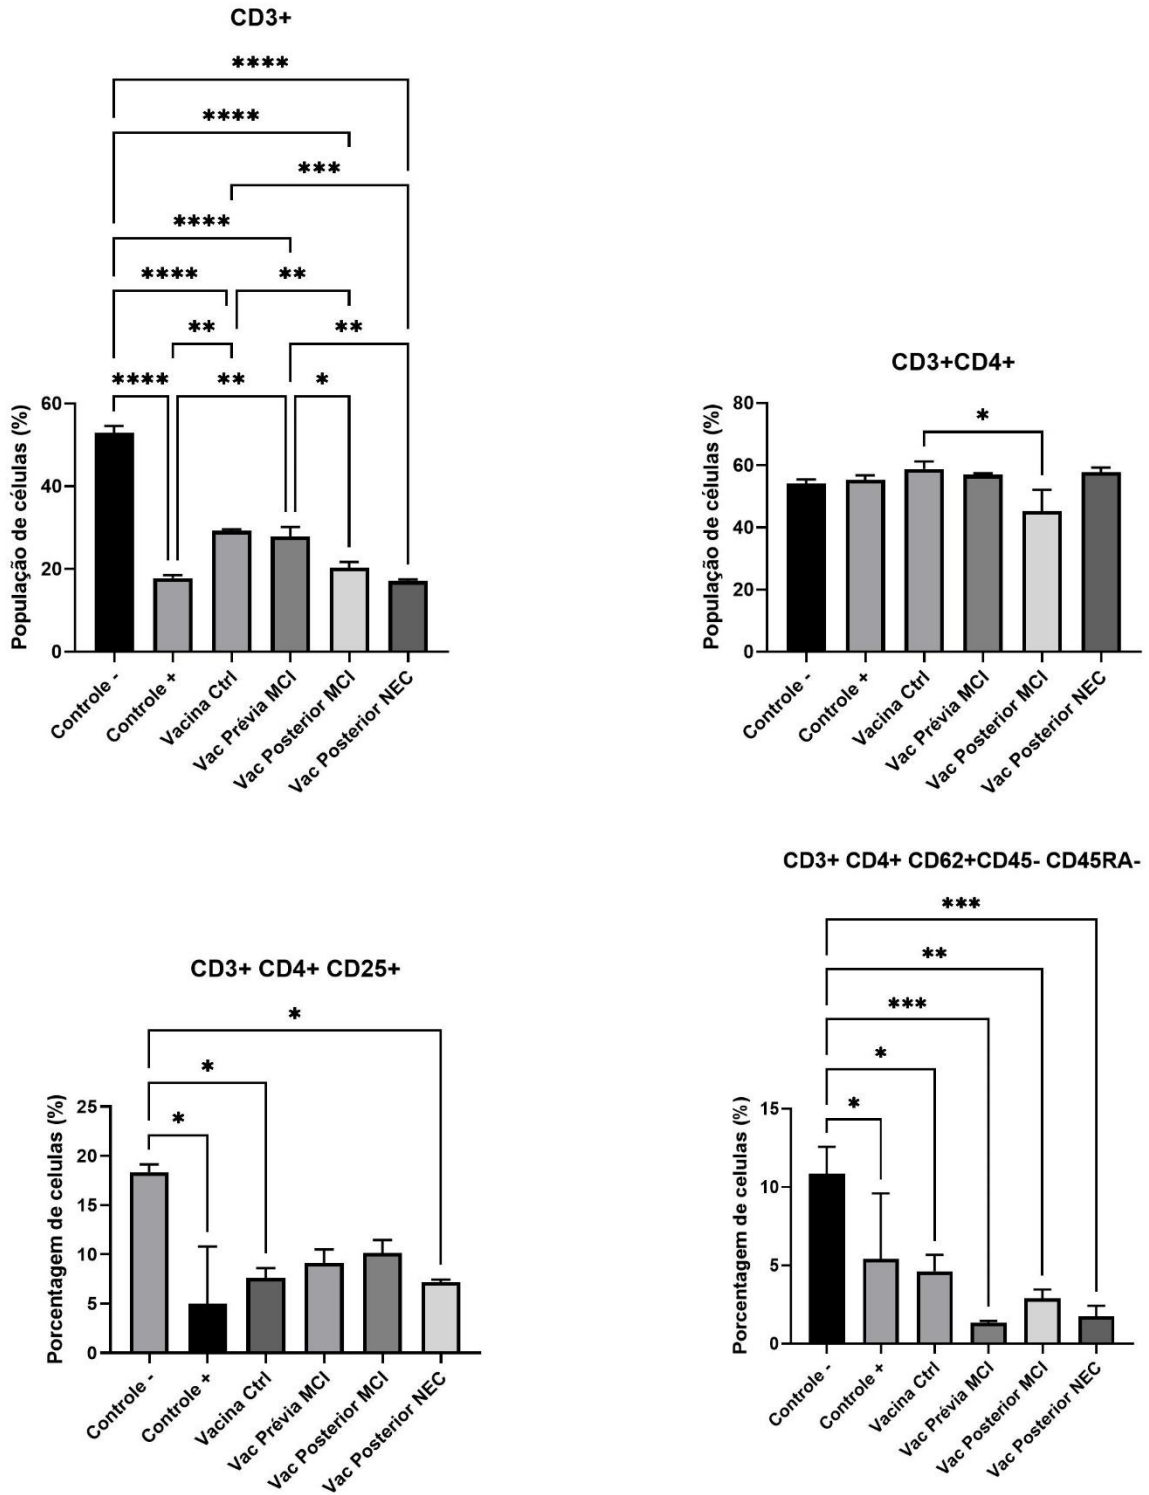 CD3+
****
****
***
****
****
**
**
**
****
**
*
60
40
20
0
População de células (%)
Controle -
Controle +
Vacina Ctrl
Vac Prévia MCI
Vac Posterior MCI
Vac Posterior NEC
CD3+CD4+
*
80
60
40
20
0
População de células (%)
Controle -
Controle +
Vacina Ctrl
Vac Prévia MCI
Vac Posterior MCI
Vac Posterior NEC
CD3+ CD4+ CD25+
*
*
*
25
20
15
10
5
0
Porcentagem de celulas (%)
Controle -
Controle +
Vacina Ctrl
Vac Prévia MCI
Vac Posterior MCI
Vac Posterior NEC
CD3+ CD4+ CD62+CD45- CD45RA-
***
**
***
*
*
15
10
5
0
Porcentagem de celulas (%)
Controle -
Controle +
Vacina Ctrl
Vac Prévia MCI
Vac Posterior MCI
Vac Posterior NEC